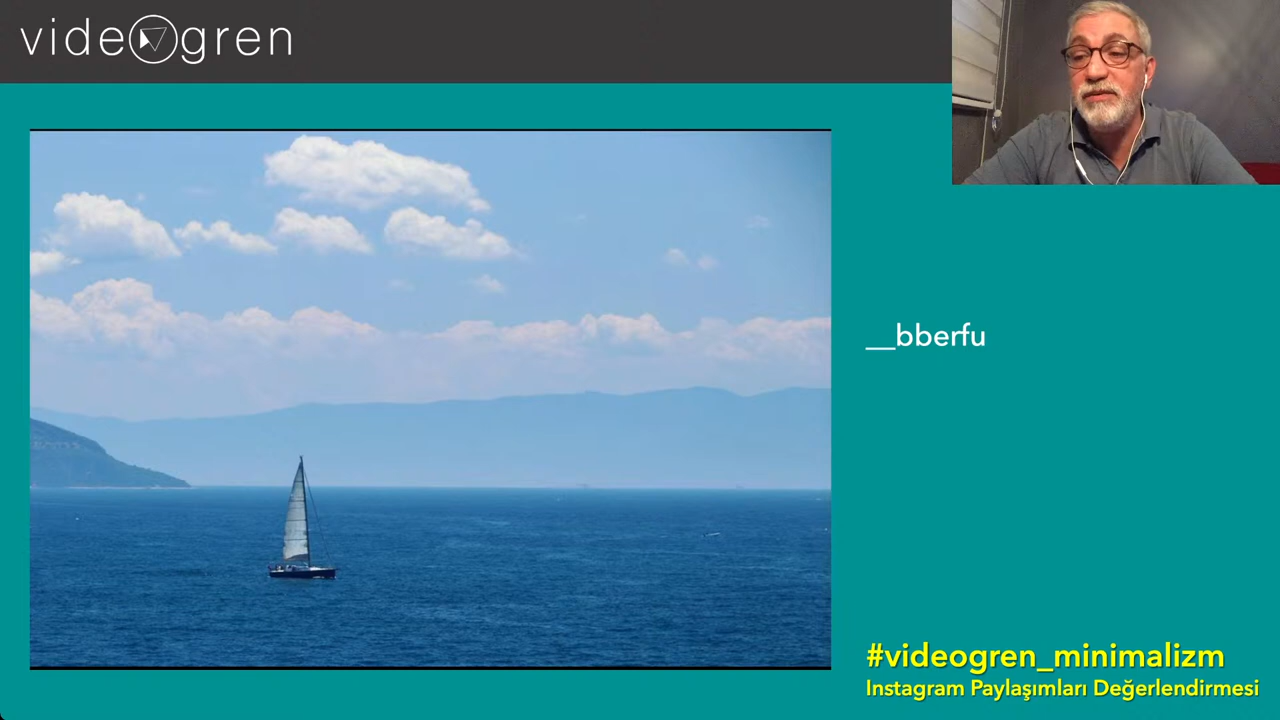 videogren
__bberfu
#videogren_minimalizm
Instagram Paylaşımları Değerlendirmesi